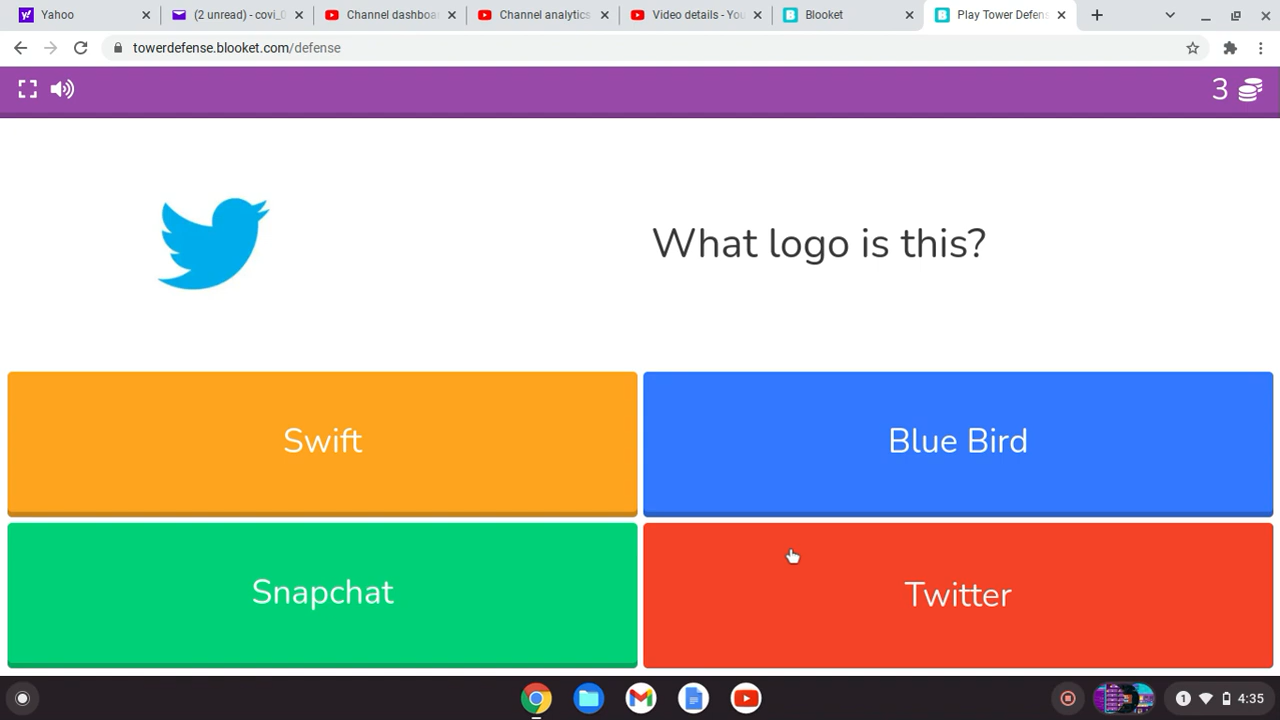 Yahoo
(2 unread) - covi_0
Channel dashboa
Channel analytics
Video details - You
Blooket
Play Tower Defens
towerdefense.blooket.com/defense
3
What logo is this?
Swift
Blue Bird
Snapchat
Twitter
1
4:35